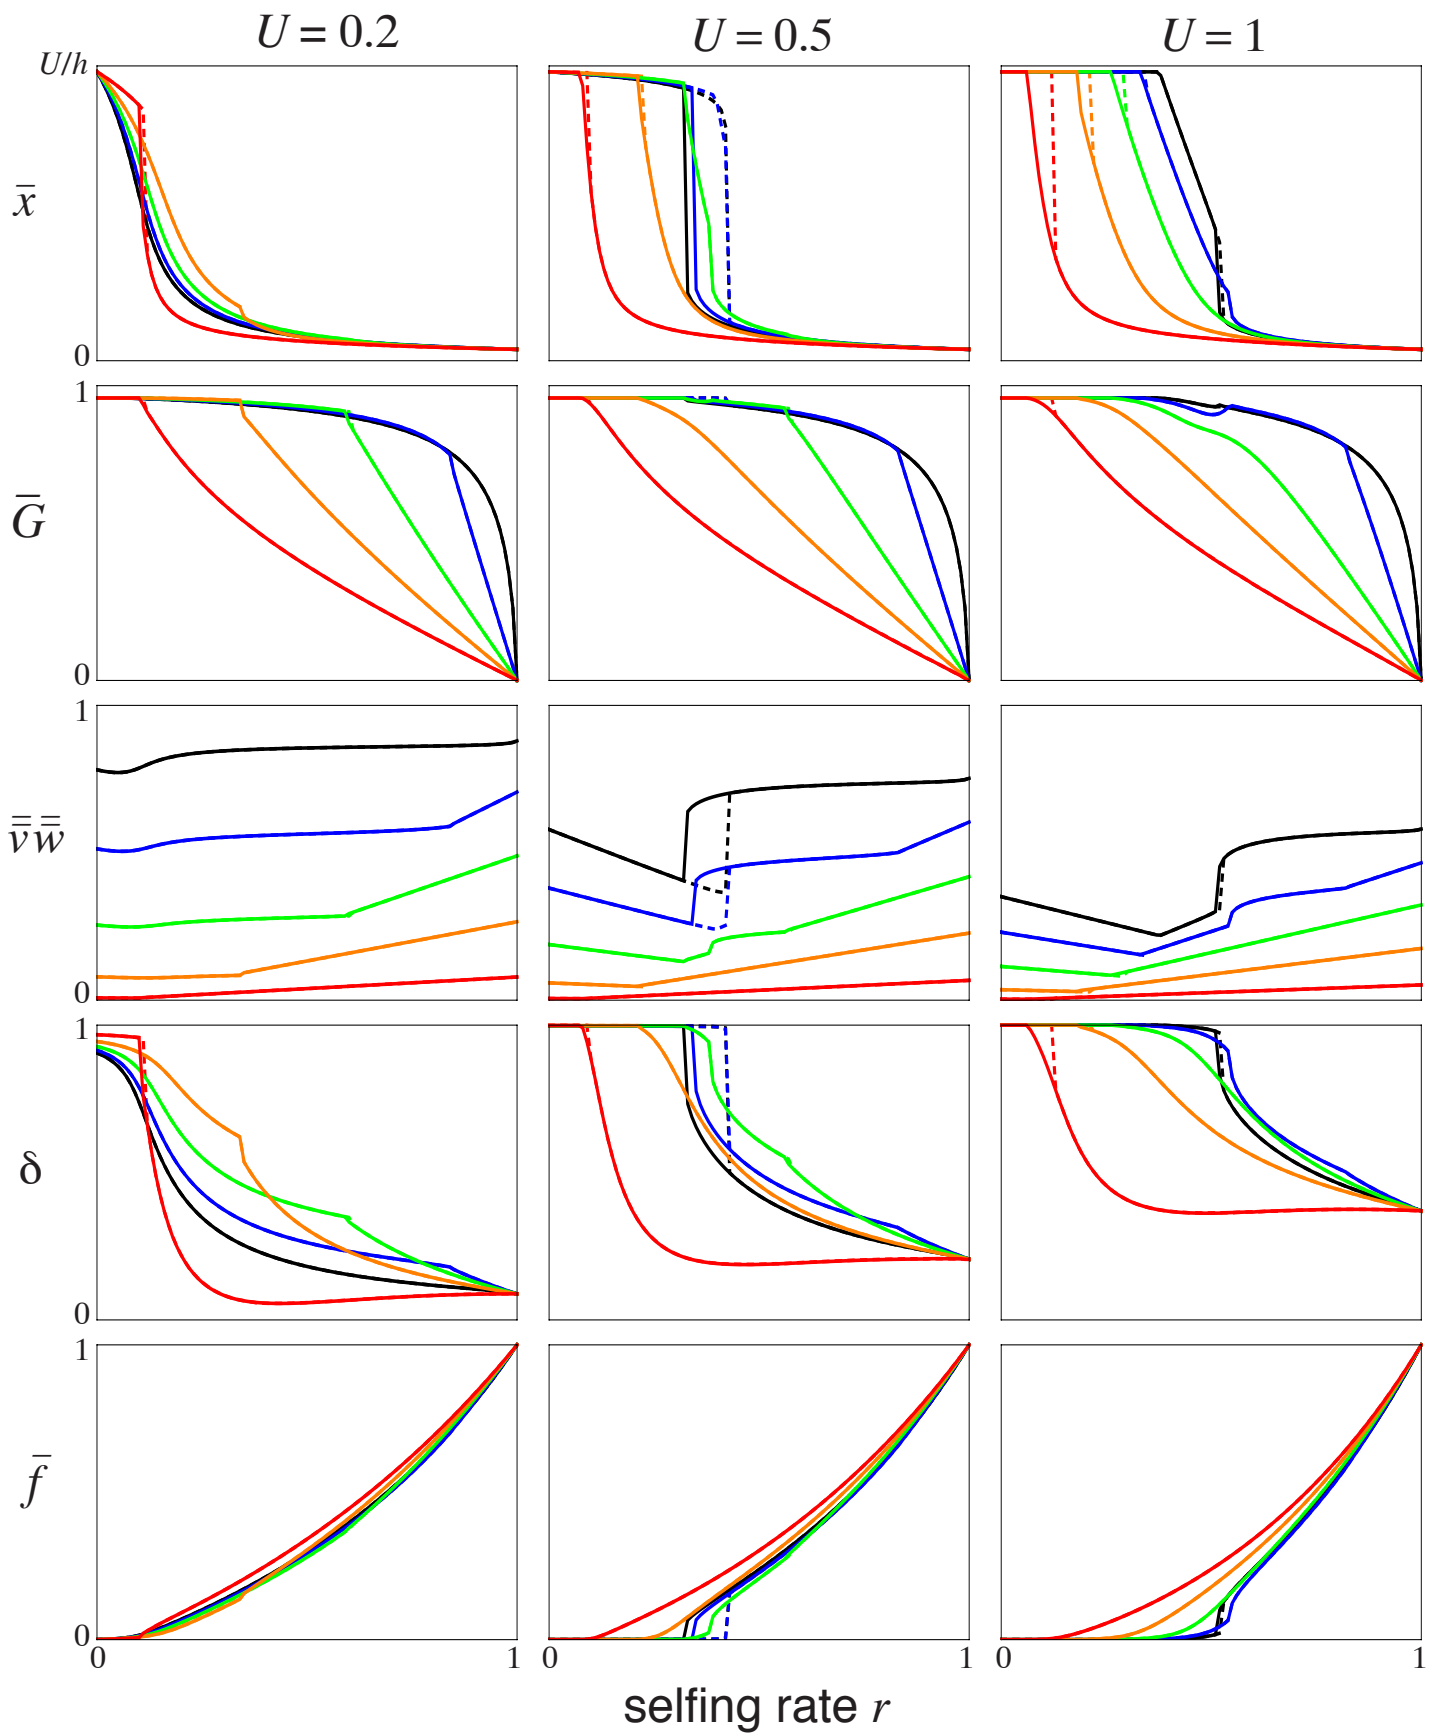 U = 0.2 U = 0.5 U = 1
U/h
x̄
0
1
Ḡ
0
1
v̿ w̿
0
1
δ
0
1
f̄
0
0 1 0 1 0 1
selfing rate r